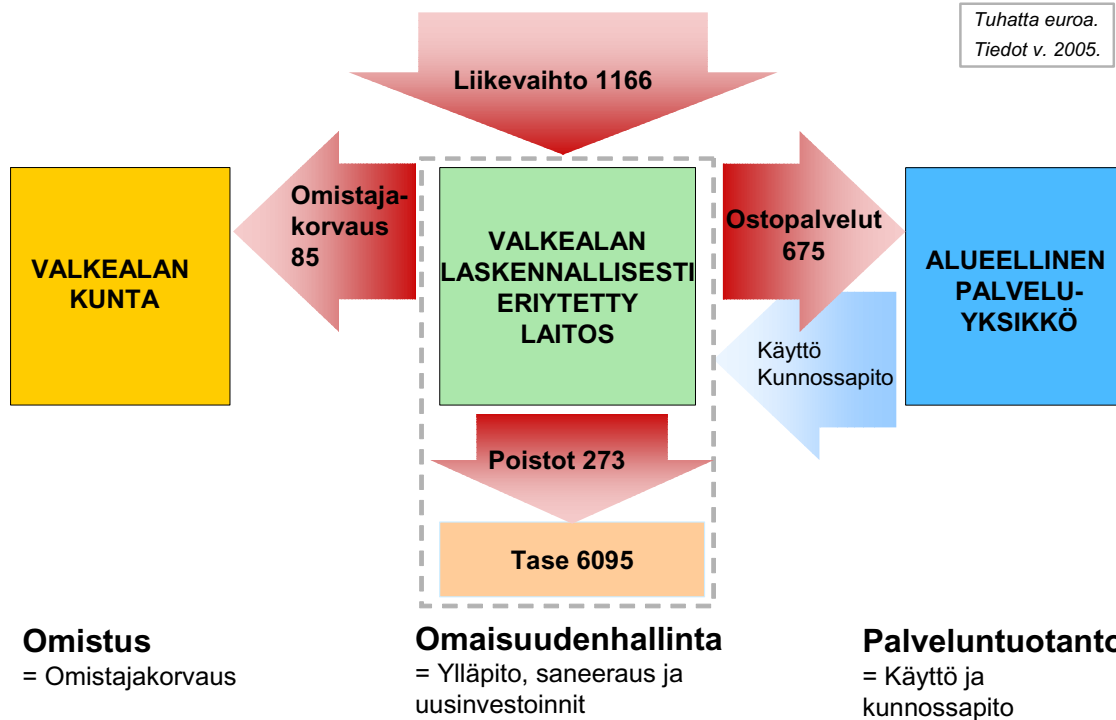 Tuhatta euroa.
Tiedot v. 2005.
Liikevaihto 1166
Omistaja-
korvaus
85
Ostopalvelut
675
VALKEALAN
KUNTA
VALKEALAN
LASKENNALLISESTI
ERIYTETTY
LAITOS
ALUEELLINEN
PALVELU-
YKSIKKÖ
Käyttö
Kunnossapito
Poistot 273
Tase 6095
Omistus
= Omistajakorvaus
Omaisuudenhallinta
= Ylläpito, saneeraus ja
uusinvestoinnit
Palveluntuotanto
= Käyttö ja
kunnossapito